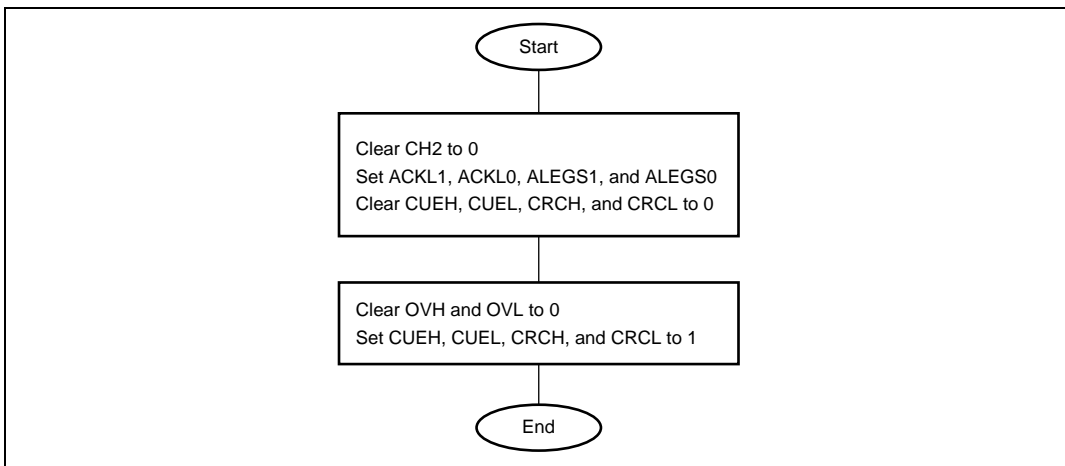 Start
Clear CH2 to 0
Set ACKL1, ACKL0, ALEGS1, and ALEGS0
Clear CUEH, CUEL, CRCH, and CRCL to 0
Clear OVH and OVL to 0
Set CUEH, CUEL, CRCH, and CRCL to 1
End